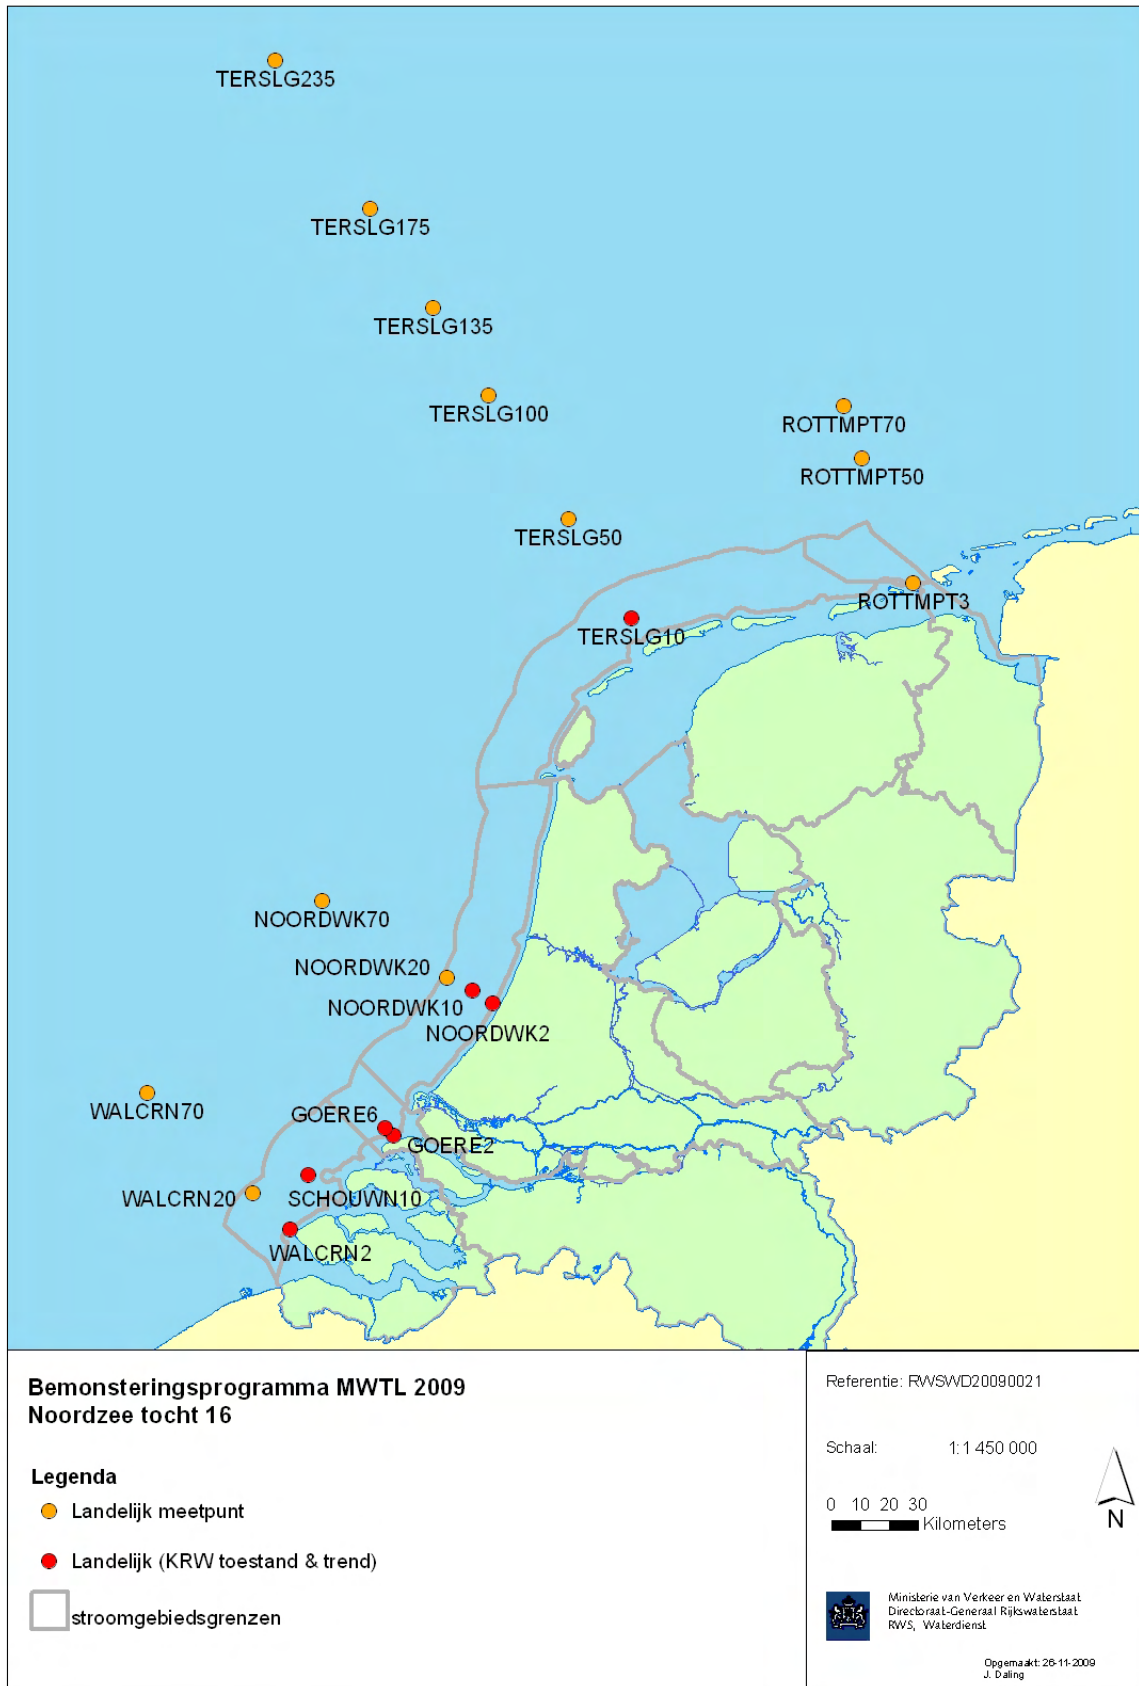 TERSLG235
TERSLG175
TERSLG135
TERSLG100
ROTTMPT70
ROTTMPT50
TERSLG50
ROTTMPT3
TERSLG10
NOORDWK70
NOORDWK20
NOORDWK10
NOORDWK2
WALCRN70
GOERE6
GOERE2
WALCRN20
SCHOUWN10
WALCRN2
Bemonsteringsprogramma MWTL 2009
Noordzee tocht 16
Legenda
Landelijk meetpunt
Landelijk (KRW toestand & trend)
stroomgebiedsgrenzen
Referentie: RWSWD20090021
Schaal: 1:1 450 000
0 10 20 30
Kilometers
N
Ministerie van Verkeer en Waterstaat
Directoraat-Generaal Rijkswaterstaat
RWS, Waterdienst
Opgemaakt: 26-11-2009
J. Daling